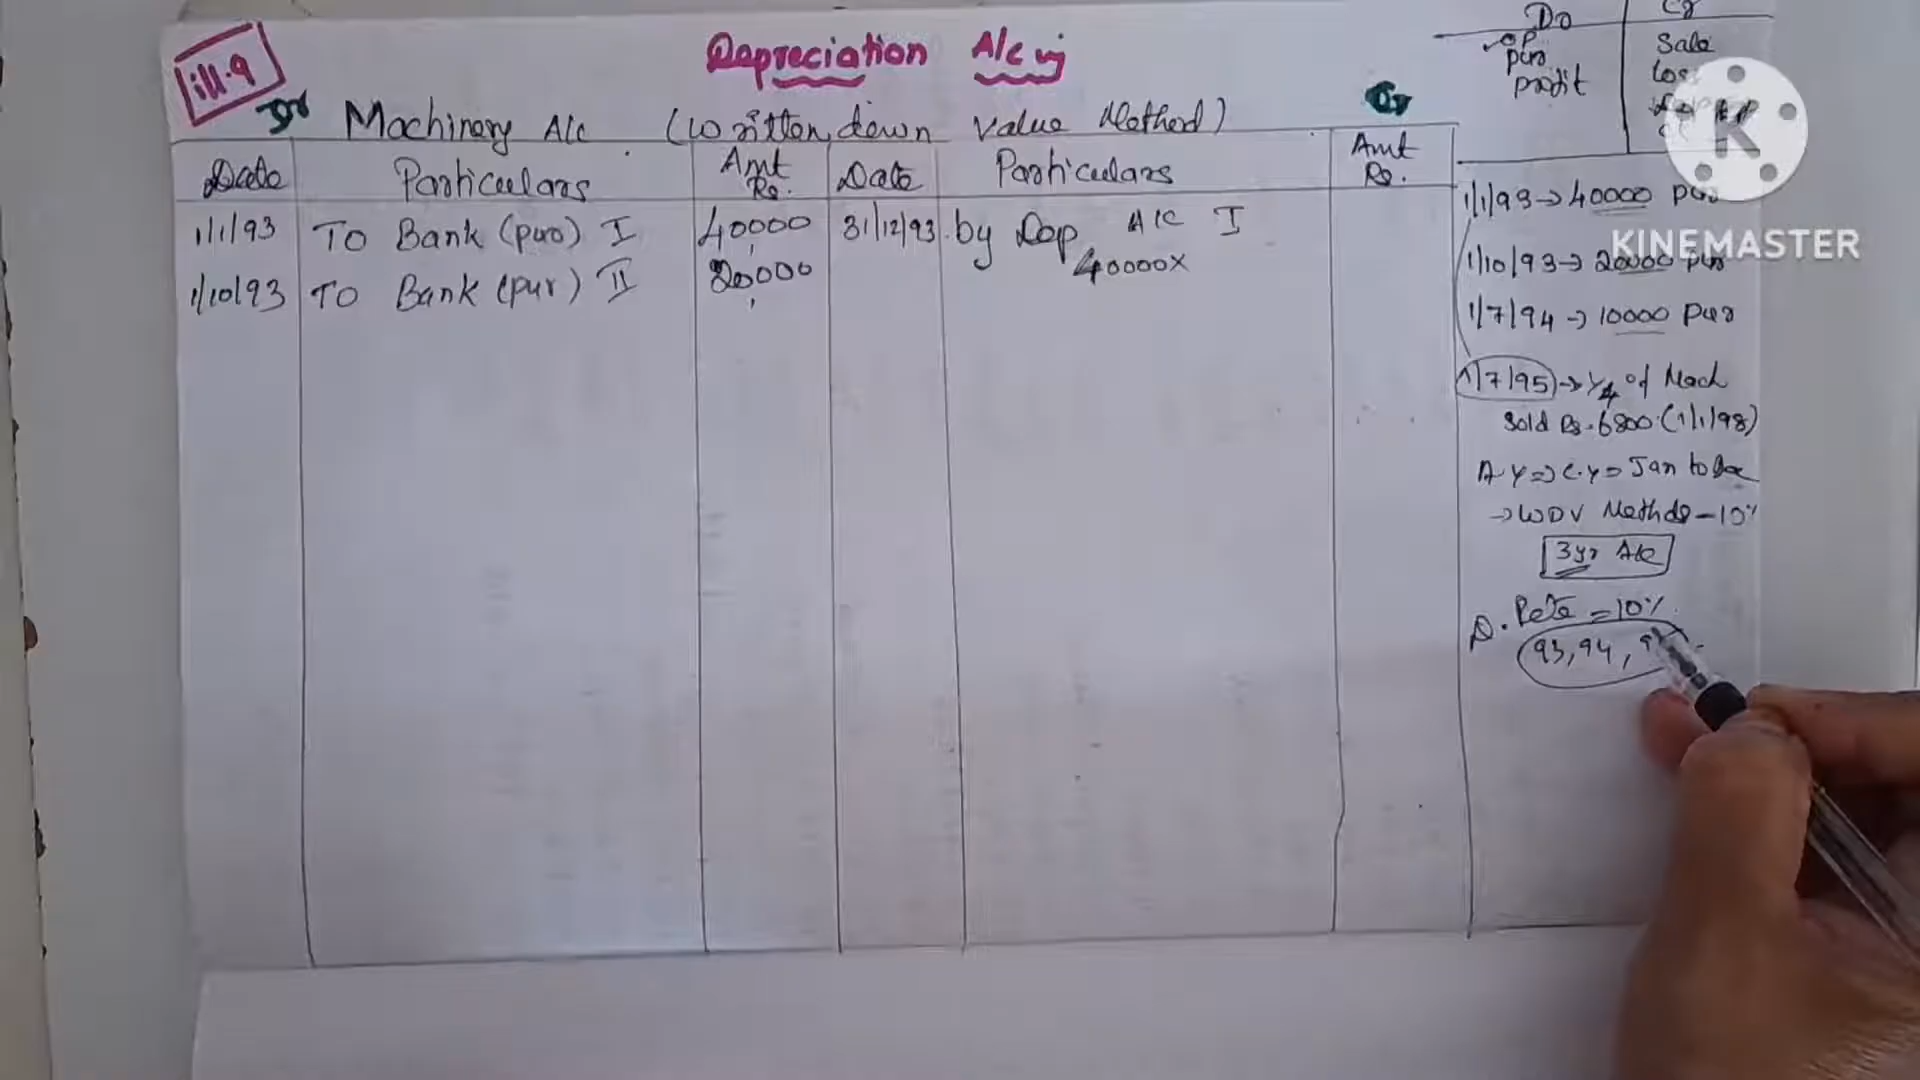 ill.9
Depreciation A/c ing
Dr Machinery A/c (written down Value Method) Cr
Date Particulars Amt Rs. Date Particulars Amt Rs.
1/1/93 To Bank (pur) I 40000 31/12/93 by Dep A/c I
40000x
1/10/93 To Bank (pur) II 20000
Dr Cr
op Sale
pur Loss
profit
K
KINEMASTER
1/1/93→40000 pur
1/10/93→20000 pur
1/7/94→10000 Pur
1/7/95→1/4 of Mach
Sold Rs.6800(1/1/98)
A.Y⇒C.Y⇒Jan to Dec
→WDV Methds-10%
3yr A/c
D.Rate=10%
93,94,